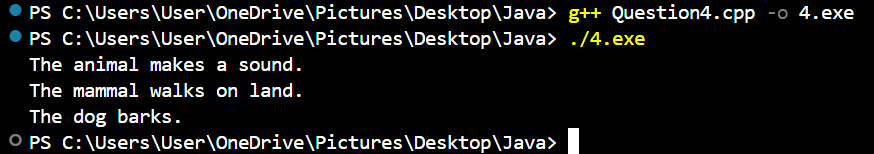 PS C:\Users\User\OneDrive\Pictures\Desktop\Java> g++ Question4.cpp -o 4.exe
PS C:\Users\User\OneDrive\Pictures\Desktop\Java> ./4.exe
The animal makes a sound.
The mammal walks on land.
The dog barks.
PS C:\Users\User\OneDrive\Pictures\Desktop\Java>